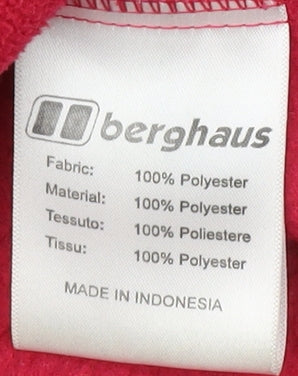 berghaus
Fabric: 100% Polyester
Material: 100% Polyester
Tessuto: 100% Poliestere
Tissu: 100% Polyester
MADE IN INDONESIA